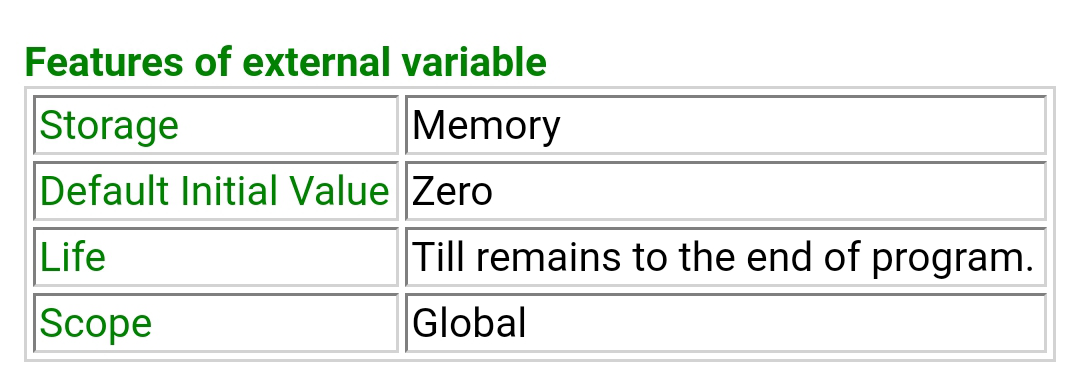 Features of external variable
Storage Memory
Default Initial Value Zero
Life Till remains to the end of program.
Scope Global